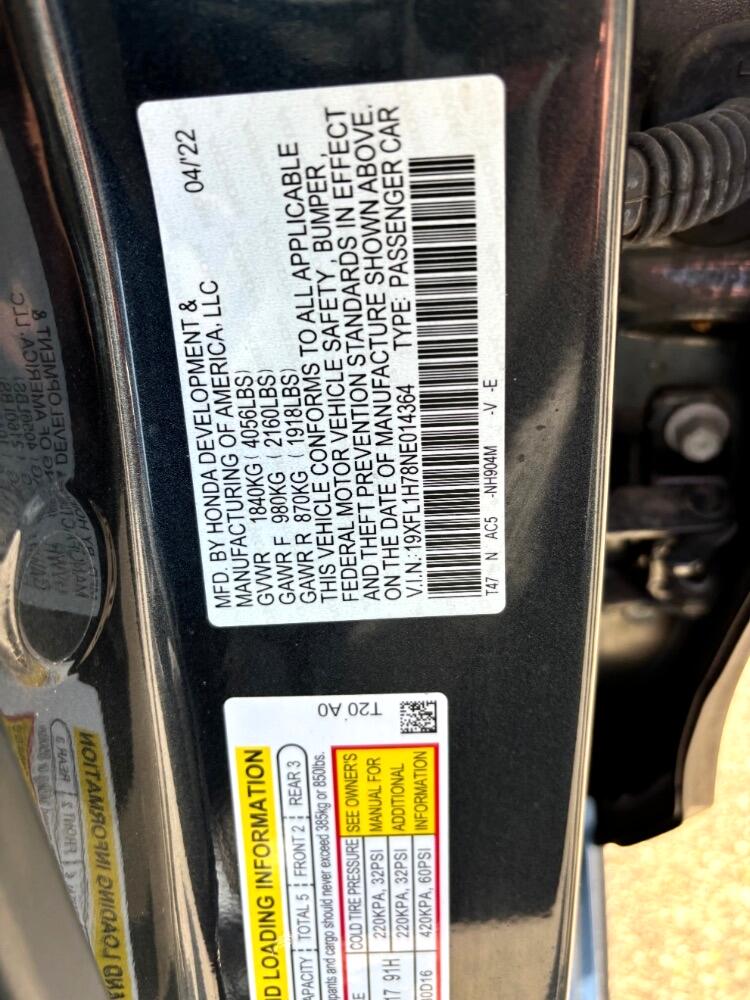 04/'22
MFD. BY HONDA DEVELOPMENT &
MANUFACTURING OF AMERICA, LLC
GVWR 1840KG ( 4056LBS)
GAWR F 980KG ( 2160LBS)
GAWR R 870KG ( 1918LBS)
THIS VEHICLE CONFORMS TO ALL APPLICABLE
FEDERAL MOTOR VEHICLE SAFETY, BUMPER,
AND THEFT PREVENTION STANDARDS IN EFFECT
ON THE DATE OF MANUFACTURE SHOWN ABOVE.
V.I.N.:19XFL1H78NE014364 TYPE: PASSENGER CAR
T47 N AC5 -NH904M -V -E
T20 A0
LOADING INFORMATION
TOTAL 5 FRONT 2 REAR 3
and cargo should never exceed 385kg or 850lbs.
COLD TIRE PRESSURE SEE OWNER'S
220KPA, 32PSI MANUAL FOR
17 91H 220KPA, 32PSI ADDITIONAL
420KPA, 60PSI INFORMATION